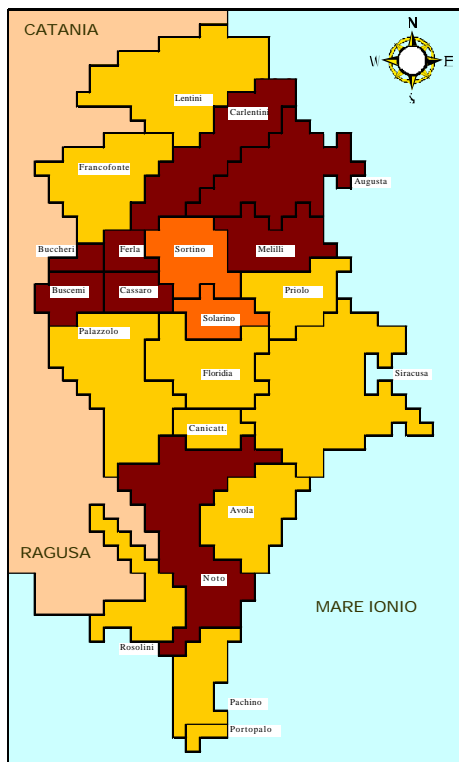 CATANIA
N
W
E
S
Lentini
Carlentini
Francofonte
Augusta
Buccheri
Ferla
Sortino
Melilli
Buscemi
Cassaro
Priolo
Solarino
Palazzolo
Floridia
Siracusa
Canicatt.
Avola
RAGUSA
Noto
MARE IONIO
Rosolini
Pachino
Portopalo